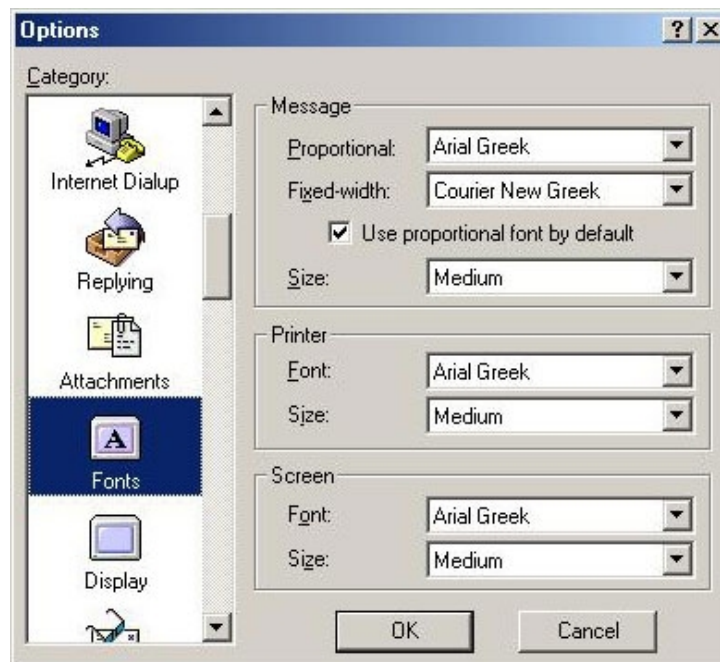 Options
Category:
Internet Dialup
Replying
Attachments
Fonts
Display
Message
Proportional: Arial Greek
Fixed-width: Courier New Greek
Use proportional font by default
Size: Medium
Printer
Font: Arial Greek
Size: Medium
Screen
Font: Arial Greek
Size: Medium
OK Cancel